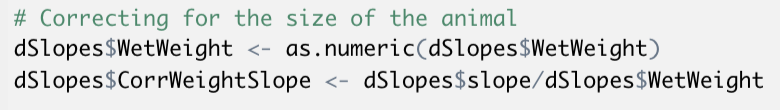 # Correcting for the size of the animal
dSlopes$WetWeight <- as.numeric(dSlopes$WetWeight)
dSlopes$CorrWeightSlope <- dSlopes$slope/dSlopes$WetWeight